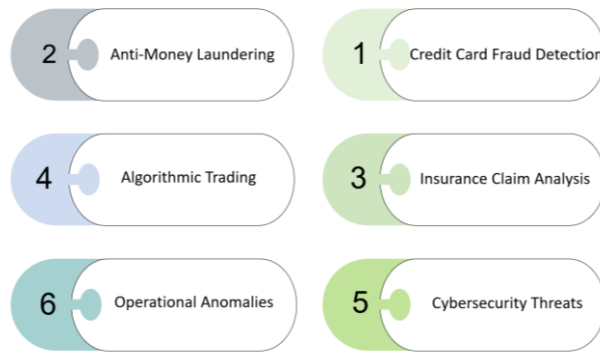 2 Anti-Money Laundering
1 Credit Card Fraud Detection
4 Algorithmic Trading
3 Insurance Claim Analysis
6 Operational Anomalies
5 Cybersecurity Threats